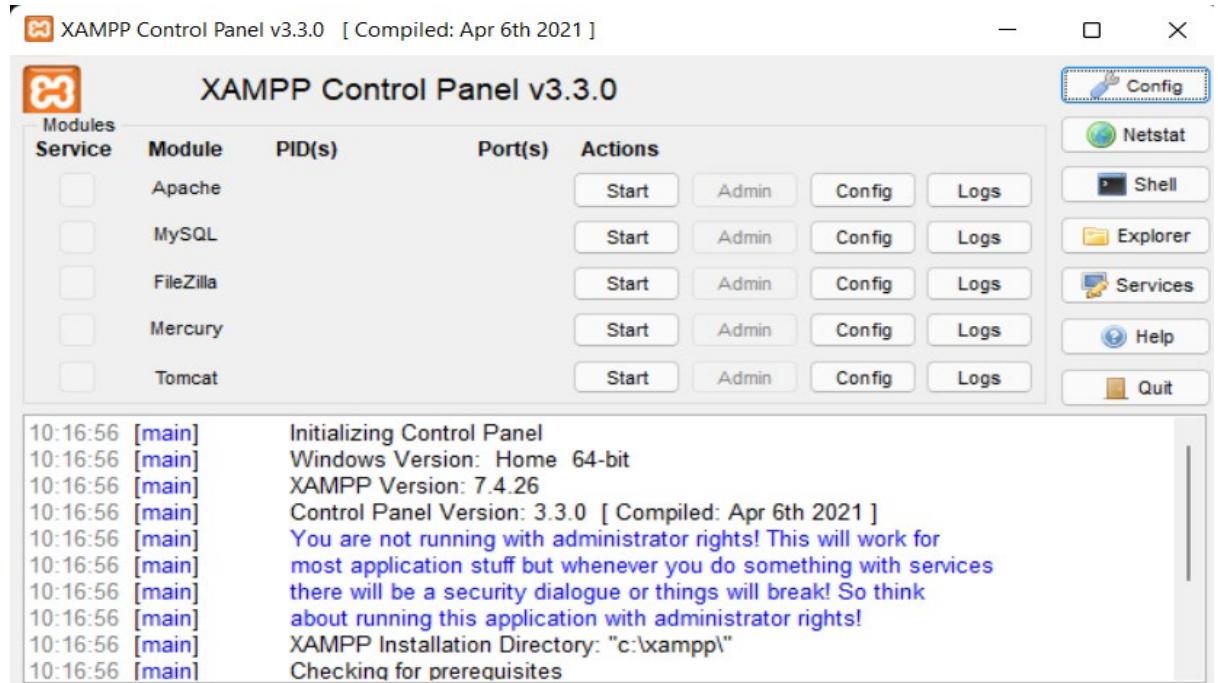 XAMPP Control Panel v3.3.0 [ Compiled: Apr 6th 2021 ]
XAMPP Control Panel v3.3.0
Config
Netstat
Shell
Explorer
Services
Help
Quit
Modules
Service Module PID(s) Port(s) Actions
Apache Start Admin Config Logs
MySQL Start Admin Config Logs
FileZilla Start Admin Config Logs
Mercury Start Admin Config Logs
Tomcat Start Admin Config Logs
10:16:56 [main] Initializing Control Panel
10:16:56 [main] Windows Version: Home 64-bit
10:16:56 [main] XAMPP Version: 7.4.26
10:16:56 [main] Control Panel Version: 3.3.0 [ Compiled: Apr 6th 2021 ]
10:16:56 [main] You are not running with administrator rights! This will work for
10:16:56 [main] most application stuff but whenever you do something with services
10:16:56 [main] there will be a security dialogue or things will break! So think
10:16:56 [main] about running this application with administrator rights!
10:16:56 [main] XAMPP Installation Directory: "c:\xampp\"
10:16:56 [main] Checking for prerequisites